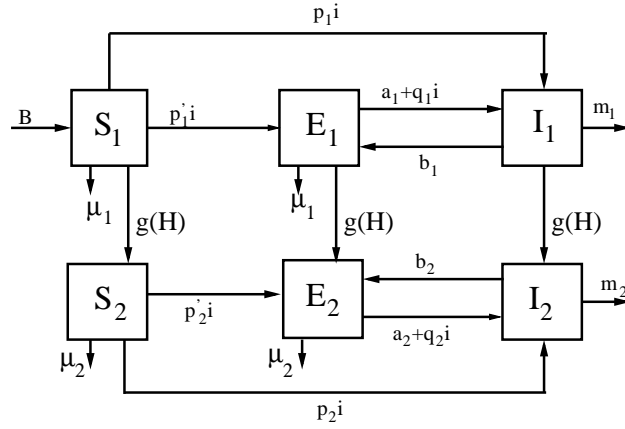 p₁i
B
S₁
p'₁i
E₁
a₁+q₁i
b₁
I₁
m₁
μ₁
g(H)
μ₁
g(H)
g(H)
S₂
p'₂i
E₂
b₂
a₂+q₂i
I₂
m₂
μ₂
μ₂
p₂i